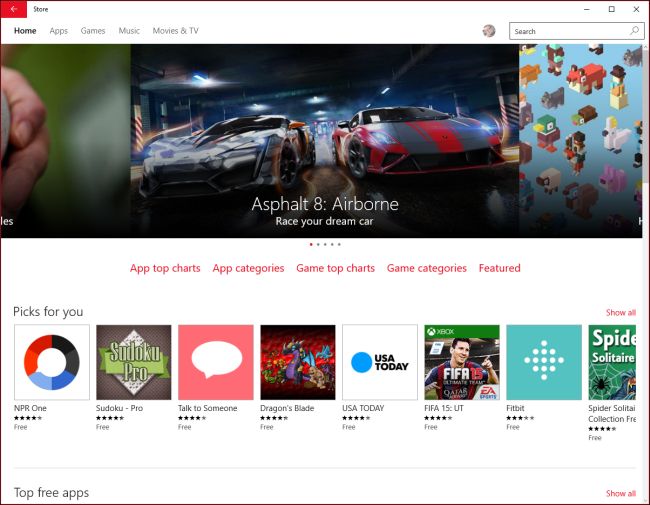 Store
Home Apps Games Music Movies & TV
Search
les
Asphalt 8: Airborne
Race your dream car
H
App top charts App categories Game top charts Game categories Featured
Picks for you
Show all
Sudoku
Pro
USA
TODAY
XBOX
FIFA 15
ULTIMATE TEAM
QATAR
AIRWAYS
EA
SPORTS
Spide
Solitaire
NPR One
Free
Sudoku - Pro
Free
Talk to Someone
Free
Dragon's Blade
Free
USA TODAY
Free
FIFA 15: UT
Free
Fitbit
Free
Spider Solitai
Collection Fre
Free
Top free apps
Show all